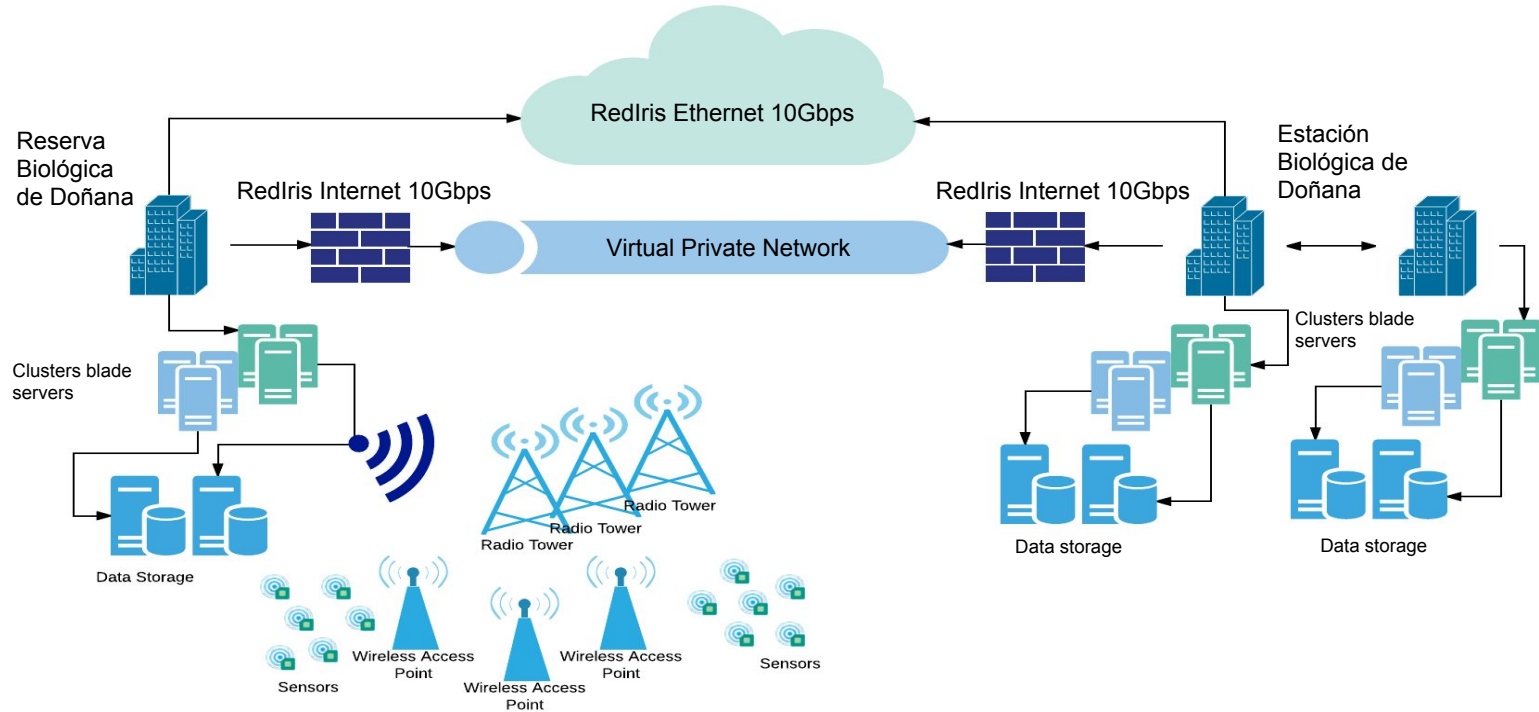 RedIris Ethernet 10Gbps
Reserva
Biológica
de Doñana
Estación
Biológica de
Doñana
RedIris Internet 10Gbps
RedIris Internet 10Gbps
Virtual Private Network
Clusters blade
servers
Clusters blade
servers
Radio Tower
Radio Tower
Radio Tower
Data Storage
Data storage
Data storage
Wireless Access
Point
Wireless Access
Point
Wireless Access
Point
Sensors
Sensors